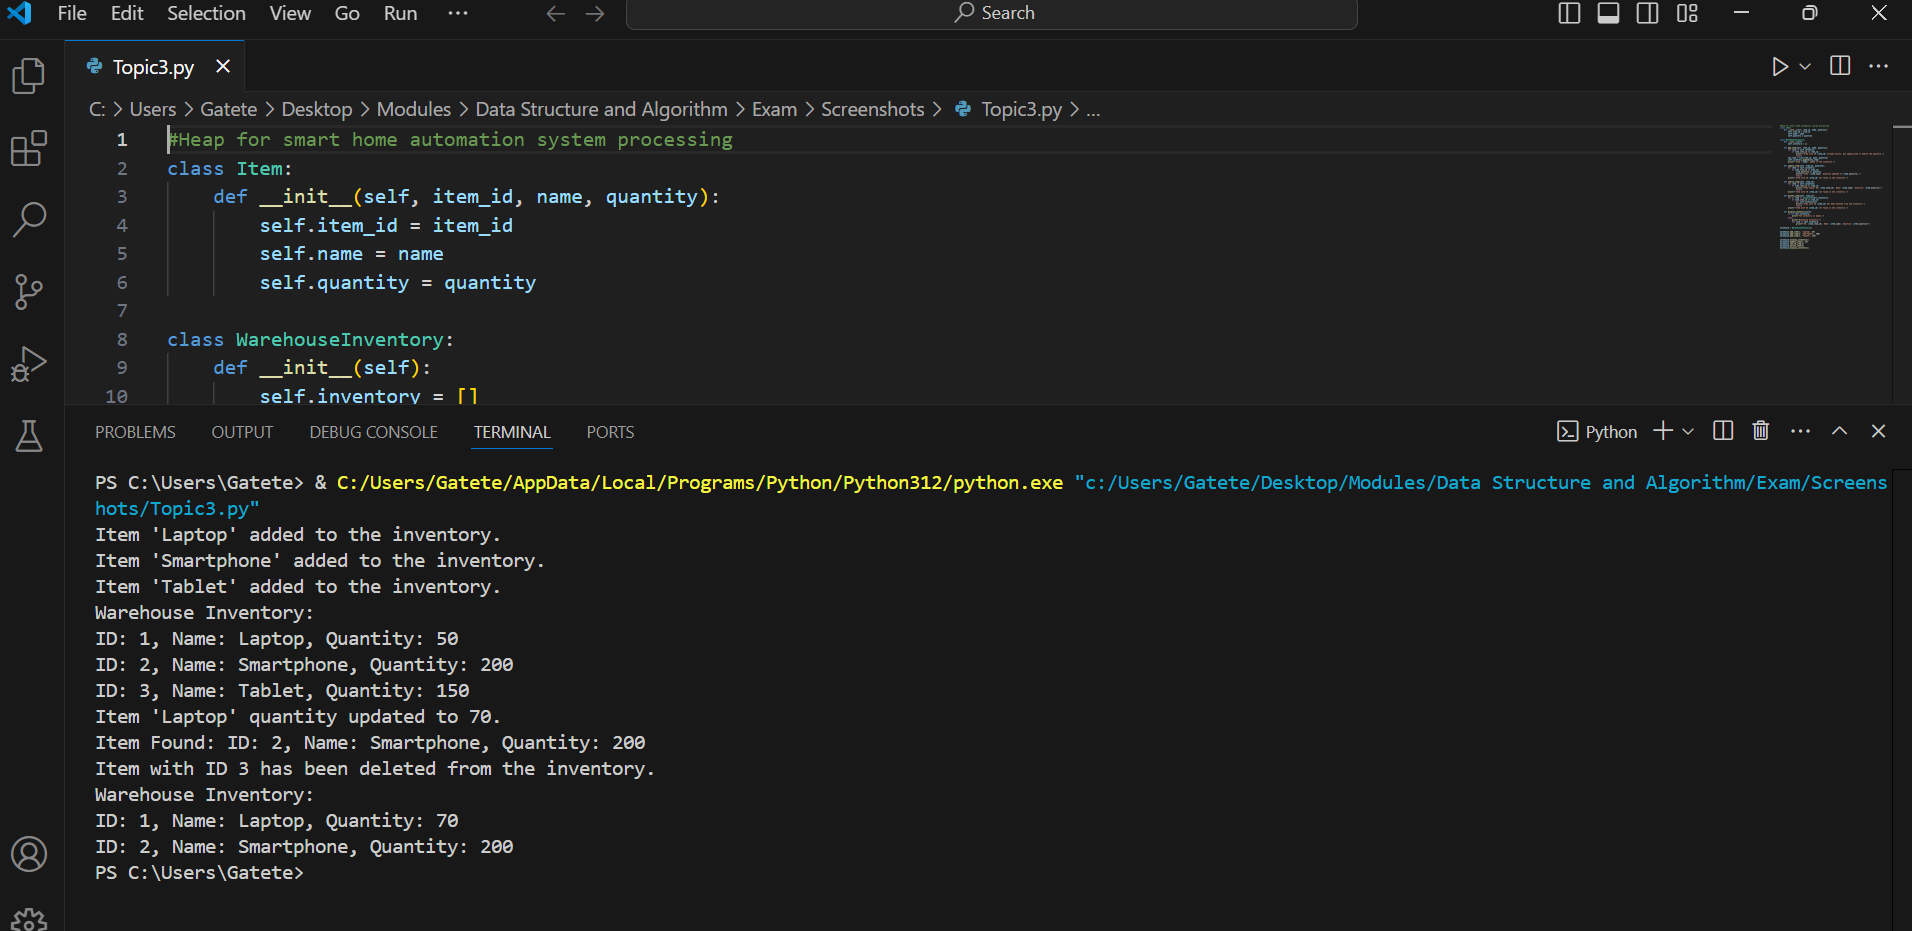 File Edit Selection View Go Run ···
Search
Topic3.py
C: > Users > Gatete > Desktop > Modules > Data Structure and Algorithm > Exam > Screenshots > Topic3.py > ...
1 #Heap for smart home automation system processing
2 class Item:
3 def __init__(self, item_id, name, quantity):
4 self.item_id = item_id
5 self.name = name
6 self.quantity = quantity
7
8 class WarehouseInventory:
9 def __init__(self):
10 self.inventory = []
PROBLEMS OUTPUT DEBUG CONSOLE TERMINAL PORTS
Python
PS C:\Users\Gatete> & C:/Users/Gatete/AppData/Local/Programs/Python/Python312/python.exe "c:/Users/Gatete/Desktop/Modules/Data Structure and Algorithm/Exam/Screens
hots/Topic3.py"
Item 'Laptop' added to the inventory.
Item 'Smartphone' added to the inventory.
Item 'Tablet' added to the inventory.
Warehouse Inventory:
ID: 1, Name: Laptop, Quantity: 50
ID: 2, Name: Smartphone, Quantity: 200
ID: 3, Name: Tablet, Quantity: 150
Item 'Laptop' quantity updated to 70.
Item Found: ID: 2, Name: Smartphone, Quantity: 200
Item with ID 3 has been deleted from the inventory.
Warehouse Inventory:
ID: 1, Name: Laptop, Quantity: 70
ID: 2, Name: Smartphone, Quantity: 200
PS C:\Users\Gatete>